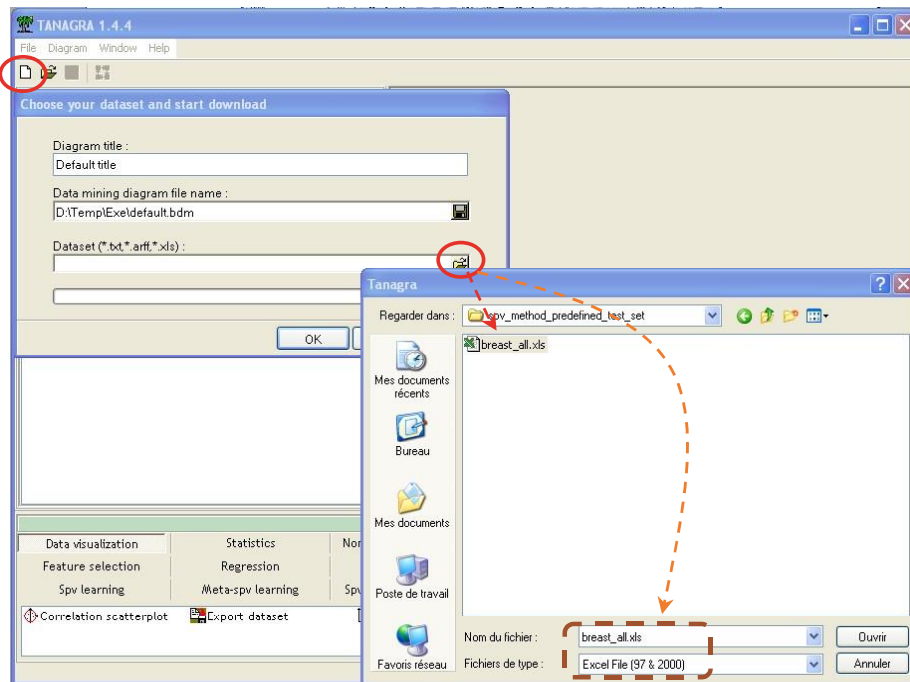 TANAGRA 1.4.4
File Diagram Window Help
Choose your dataset and start download
Diagram title :
Default title
Data mining diagram file name :
D:\Temp\Exe\default.bdm
Dataset (*.txt,*.arff,*.xls) :
OK
Tanagra
Regarder dans :
spv_method_predefined_test_set
breast_all.xls
Mes documents
récents
Bureau
Mes documents
Poste de travail
Favoris réseau
Nom du fichier :
breast_all.xls
Ouvrir
Fichiers de type :
Excel File (97 & 2000)
Annuler
Data visualization
Statistics
Feature selection
Regression
Spv learning
Meta-spv learning
Correlation scatterplot
Export dataset